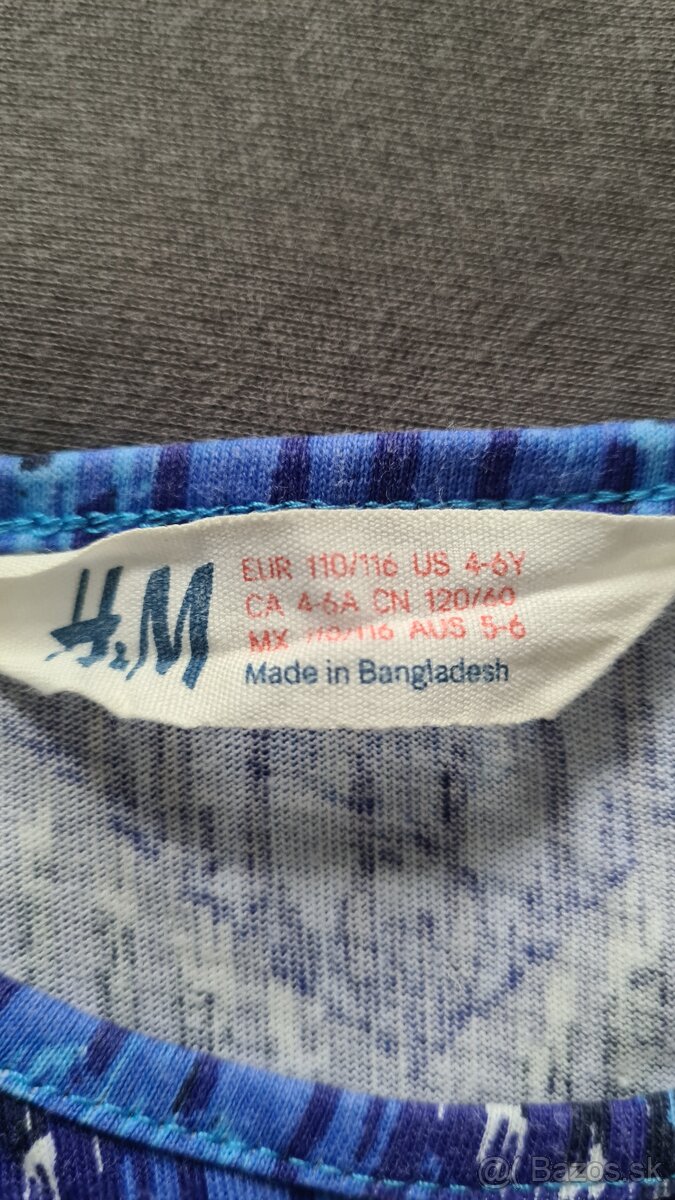 H&M
EUR 110/116 US 4-6Y
CA 4-6A CN 120/60
MX 110/116 AUS 5-6
Made in Bangladesh
@ Bazos.sk